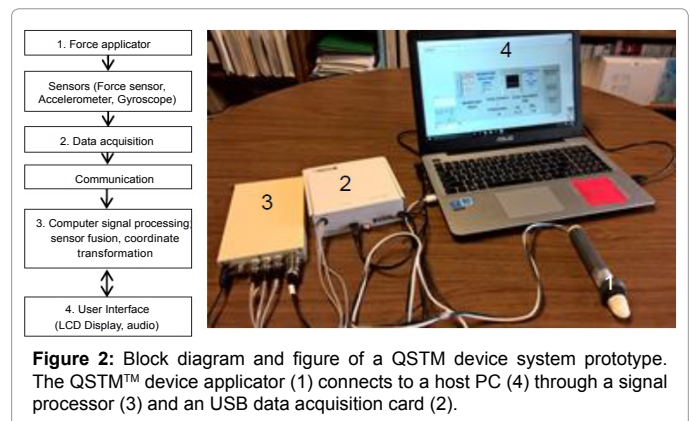 1. Force applicator
Sensors (Force sensor,
Accelerometer, Gyroscope)
2. Data acquisition
Communication
3. Computer signal processing;
sensor fusion, coordinate
transformation
4. User Interface
(LCD Display, audio)
4
3
2
1
ASUS
Figure 2: Block diagram and figure of a QSTM device system prototype.
The QSTM™ device applicator (1) connects to a host PC (4) through a signal
processor (3) and an USB data acquisition card (2).